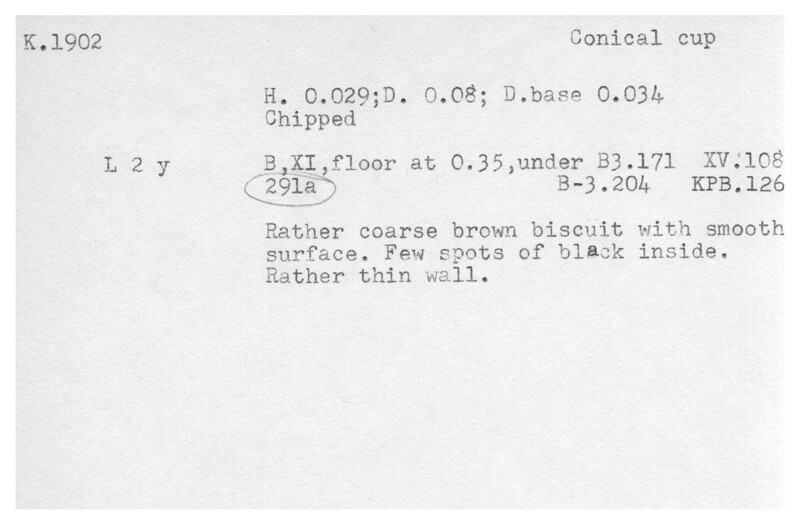 K.1902 Conical cup
H. 0.029;D. 0.08; D.base 0.034
Chipped
L 2 y B,XI,floor at 0.35,under B3.171 XV.108
291a B-3.204 KPB.126
Rather coarse brown biscuit with smooth
surface. Few spots of black inside.
Rather thin wall.